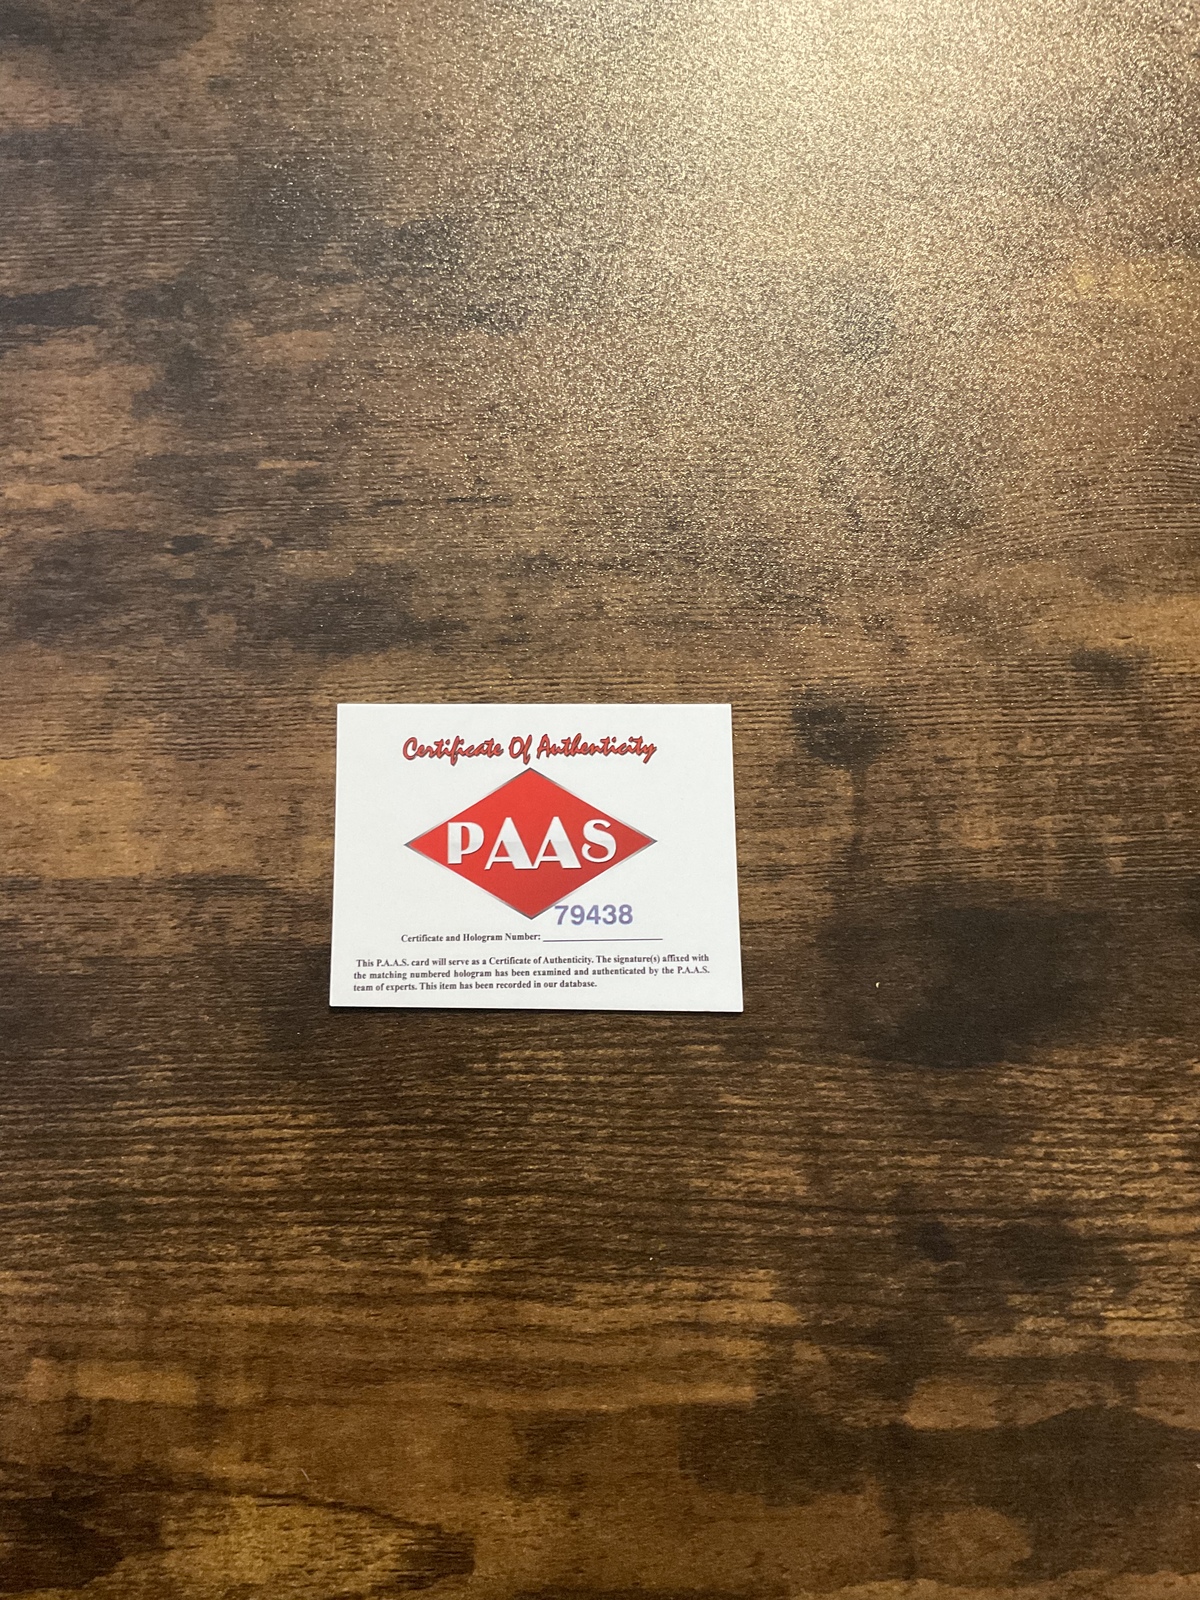 Certificate Of Authenticity
PAAS
79438
Certificate and Hologram Number:
This P.A.A.S. card will serve as a Certificate of Authenticity. The signature(s) affixed with
the matching numbered hologram has been examined and authenticated by the P.A.A.S.
team of experts. This item has been recorded in our database.